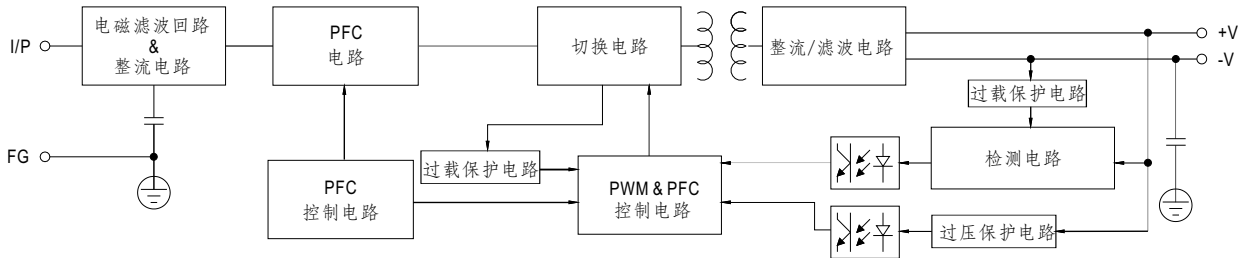 电磁滤波回路
&
整流电路
PFC
电路
切换电路
整流/滤波电路
+V
-V
I/P
过载保护电路
FG
过载保护电路
检测电路
PFC
控制电路
PWM & PFC
控制电路
过压保护电路